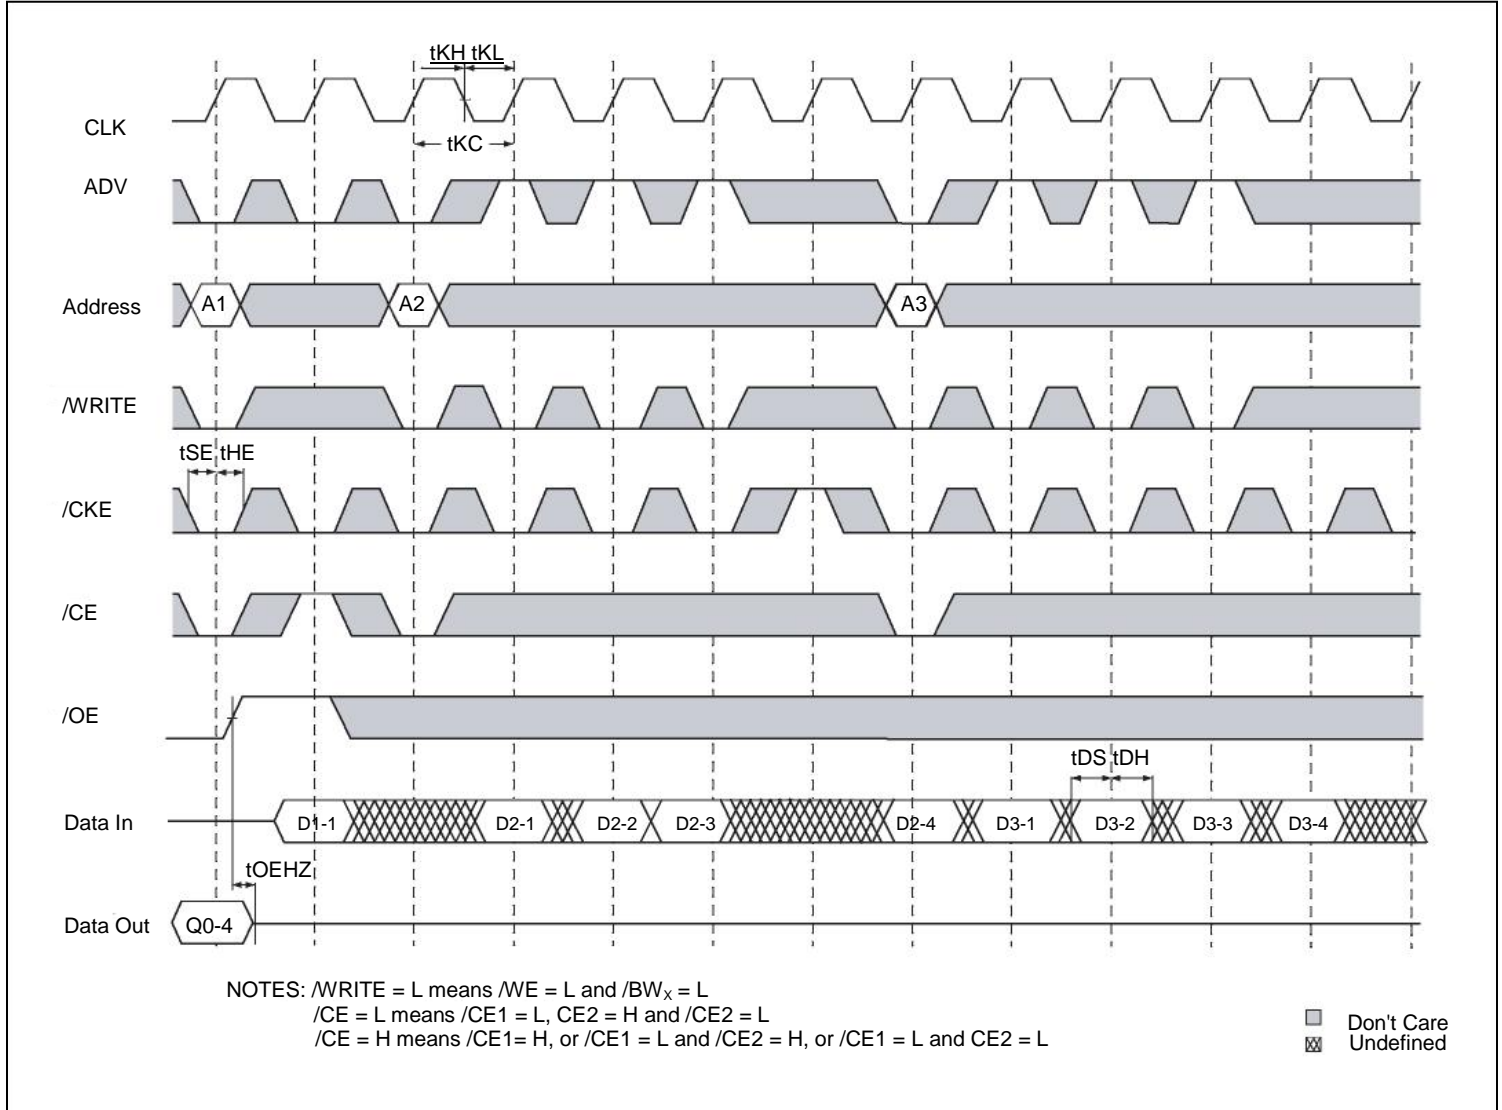 tKH tKL
CLK
tKC
ADV
Address
A1 A2 A3
/WRITE
tSE tHE
/CKE
/CE
/OE
tDS tDH
Data In
D1-1 D2-1 D2-2 D2-3 D2-4 D3-1 D3-2 D3-3 D3-4
tOEHZ
Data Out
Q0-4
NOTES: /WRITE = L means /WE = L and /BWX = L
/CE = L means /CE1 = L, CE2 = H and /CE2 = L
/CE = H means /CE1= H, or /CE1 = L and /CE2 = H, or /CE1 = L and CE2 = L
Don't Care
Undefined